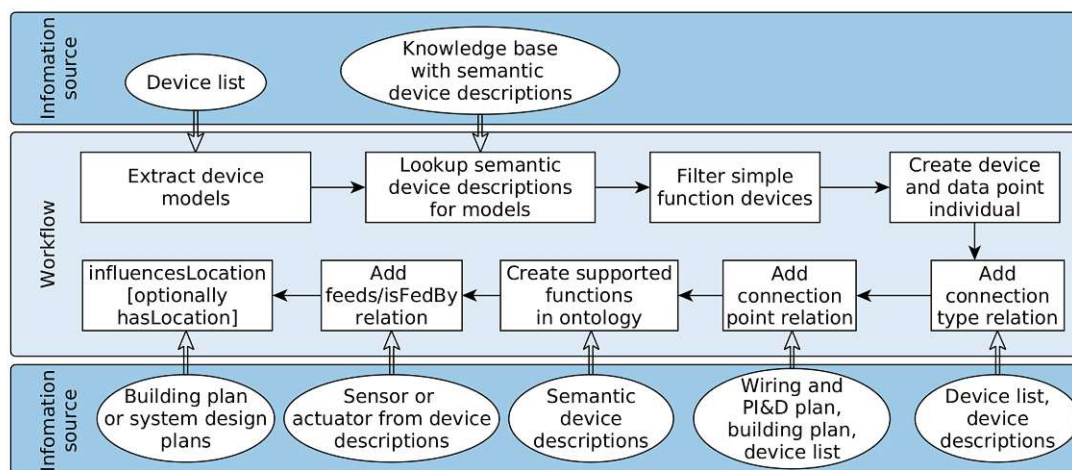 Infomation
source
Device list
Knowledge base
with semantic
device descriptions
Workflow
Extract device
models
Lookup semantic
device descriptions
for models
Filter simple
function devices
Create device
and data point
individual
influencesLocation
[optionally
hasLocation]
Add
feeds/isFedBy
relation
Create supported
functions
in ontology
Add
connection
point relation
Add
connection
type relation
Infomation
source
Building plan
or system design
plans
Sensor or
actuator from device
descriptions
Semantic
device
descriptions
Wiring and
PI&D plan,
building plan,
device list
Device list,
device
descriptions